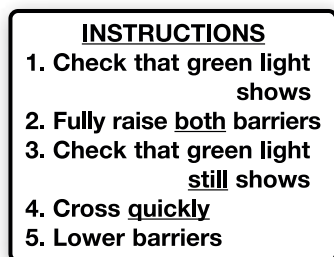 INSTRUCTIONS
1. Check that green light
shows
2. Fully raise both barriers
3. Check that green light
still shows
4. Cross quickly
5. Lower barriers